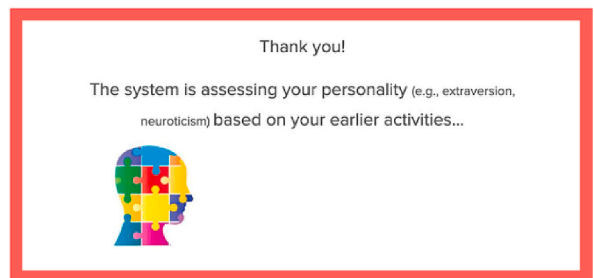 Thank you!
The system is assessing your personality (e.g., extraversion,
neuroticism) based on your earlier activities...